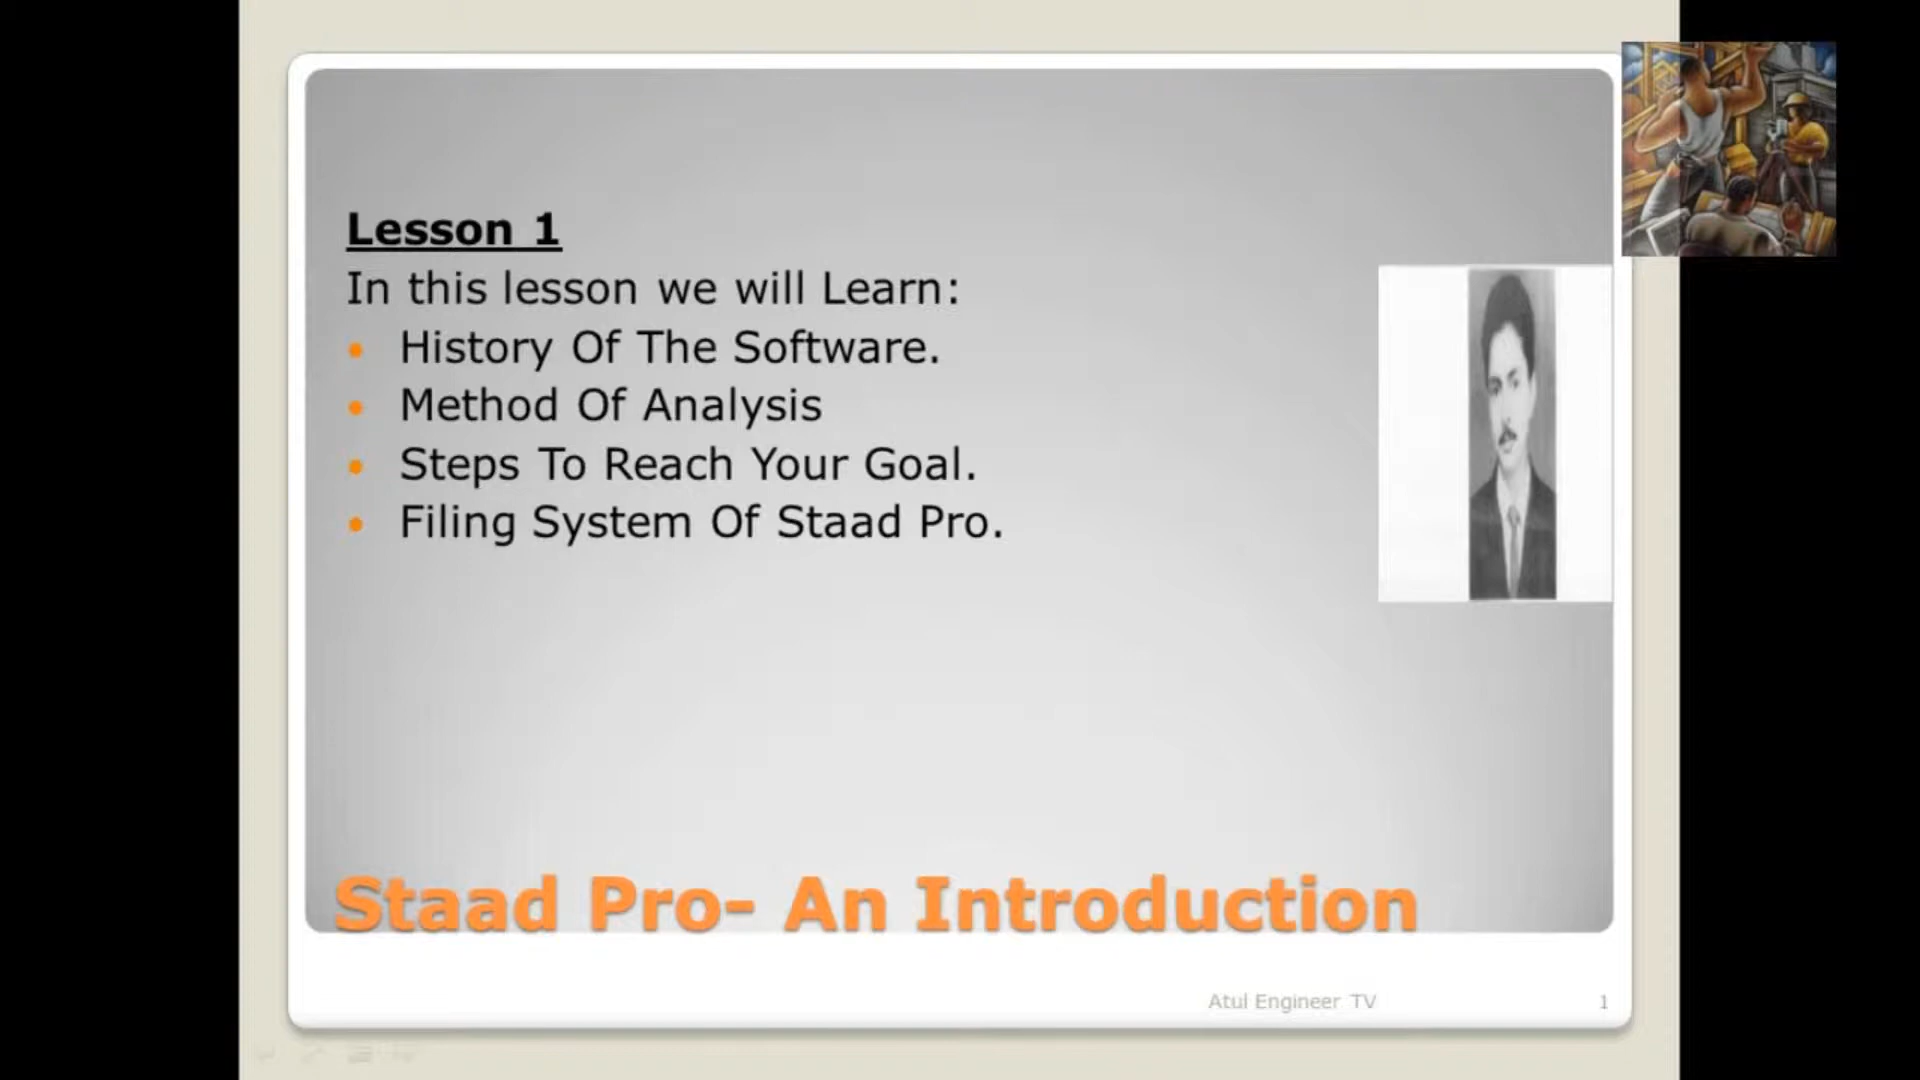 Lesson 1
In this lesson we will Learn:
• History Of The Software.
• Method Of Analysis
• Steps To Reach Your Goal.
• Filing System Of Staad Pro.
Staad Pro- An Introduction
Atul Engineer TV 1